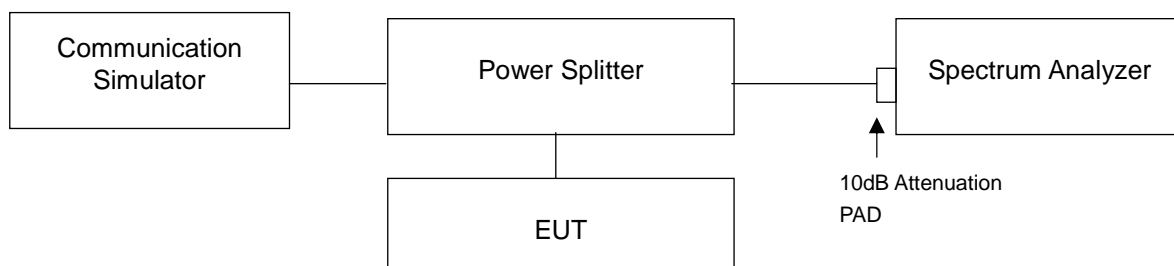 Communication
Simulator
Power Splitter
Spectrum Analyzer
10dB Attenuation
PAD
EUT